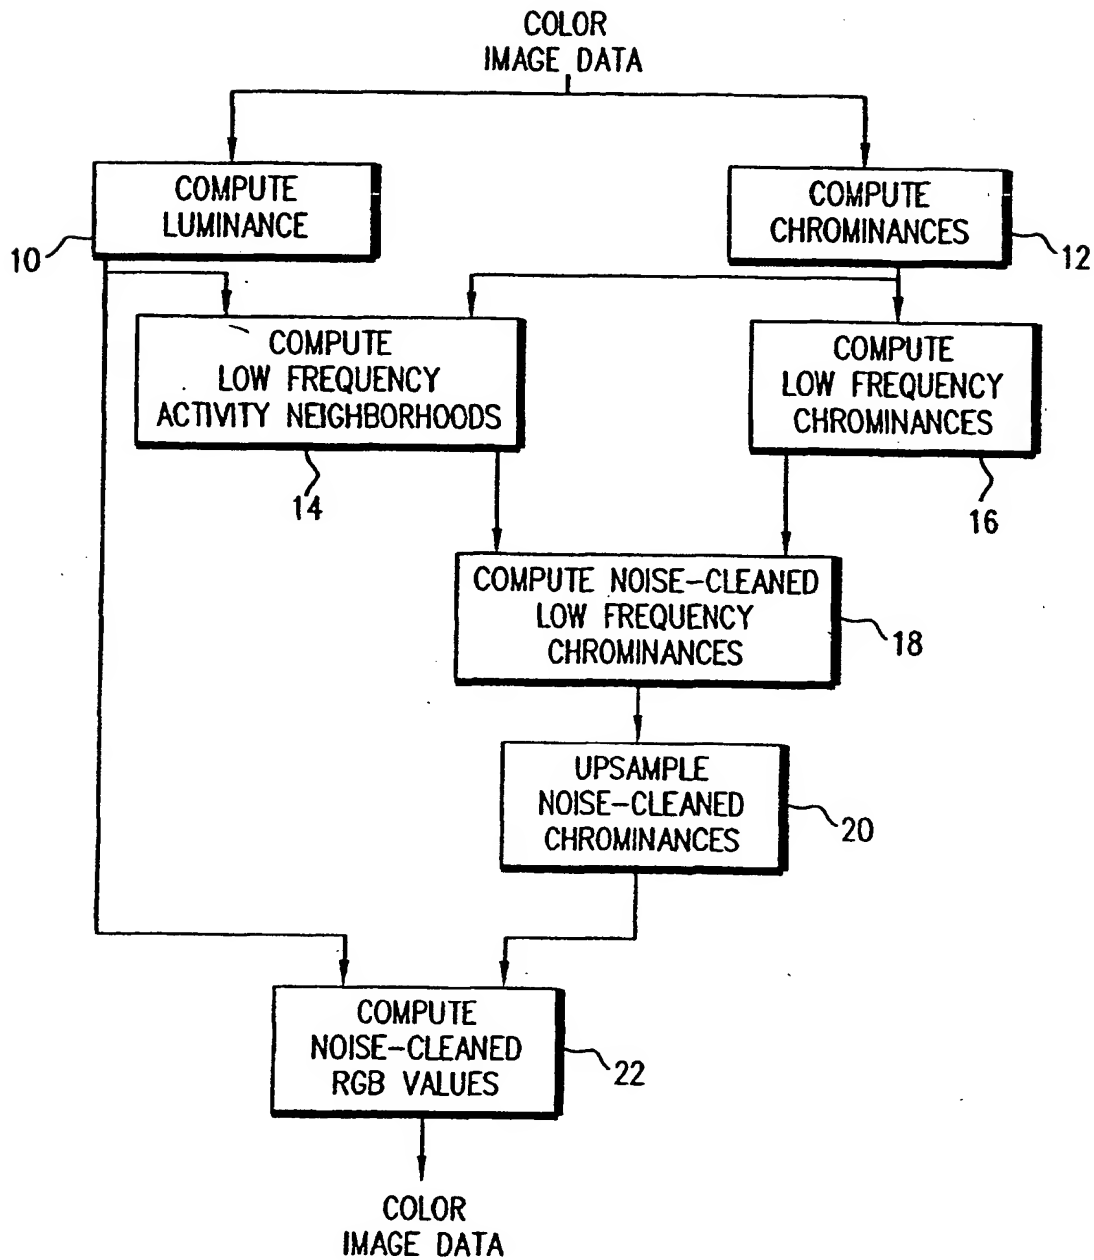 COLOR
IMAGE DATA
COMPUTE
LUMINANCE
10
COMPUTE
CHROMINANCES
12
COMPUTE
LOW FREQUENCY
ACTIVITY NEIGHBORHOODS
14
COMPUTE
LOW FREQUENCY
CHROMINANCES
16
COMPUTE NOISE-CLEANED
LOW FREQUENCY
CHROMINANCES
18
UPSAMPLE
NOISE-CLEANED
CHROMINANCES
20
COMPUTE
NOISE-CLEANED
RGB VALUES
22
COLOR
IMAGE DATA